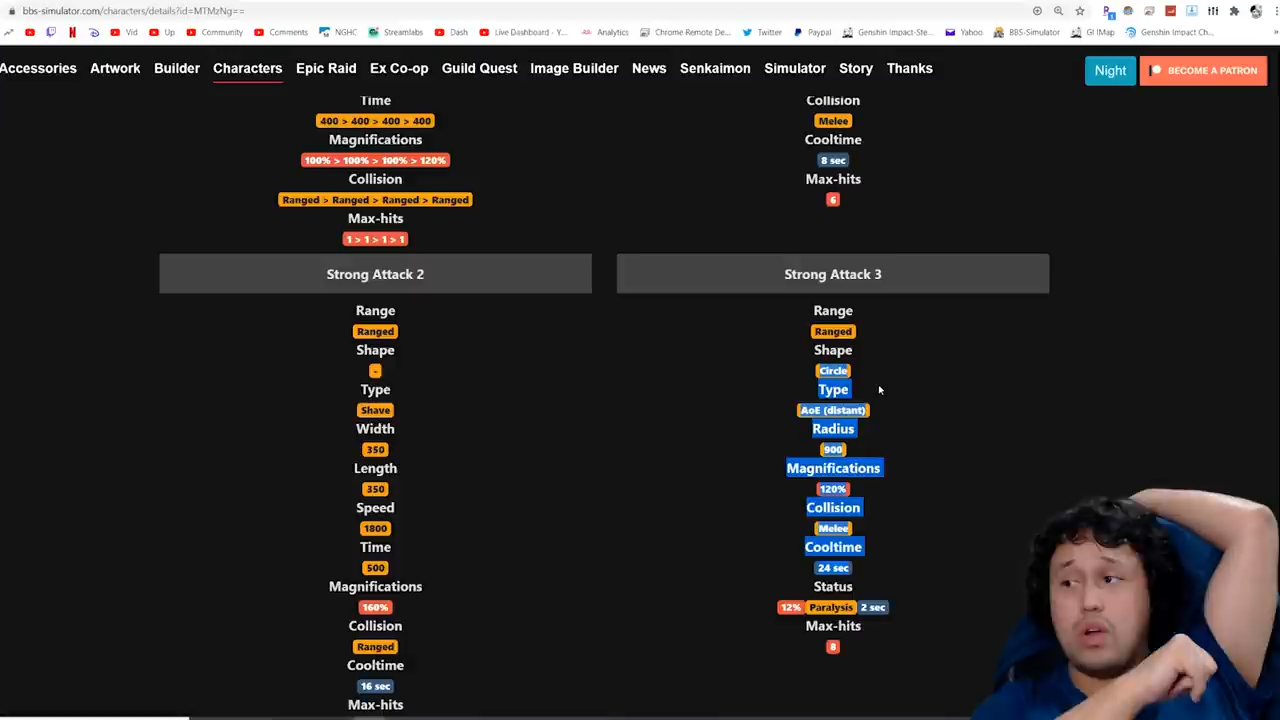 bbs-simulator.com/characters/details?id=MTMzNg==
Vid
Up
Community
Comments
NGHC
Streamlabs
Dash
Live Dashboard - Y...
Analytics
Chrome Remote De...
Twitter
Paypal
Genshin Impact-Ste...
Yahoo
BBS-Simulator
GI IMap
Genshin Impact Ch...
Accessories
Artwork
Builder
Characters
Epic Raid
Ex Co-op
Guild Quest
Image Builder
News
Senkaimon
Simulator
Story
Thanks
Night
BECOME A PATRON
Time
400 > 400 > 400 > 400
Magnifications
100% > 100% > 100% > 120%
Collision
Ranged > Ranged > Ranged > Ranged
Max-hits
1 > 1 > 1 > 1
Collision
Melee
Cooltime
8 sec
Max-hits
6
Strong Attack 2
Range
Ranged
Shape
-
Type
Shave
Width
350
Length
350
Speed
1800
Time
500
Magnifications
160%
Collision
Ranged
Cooltime
16 sec
Max-hits
Strong Attack 3
Range
Ranged
Shape
Circle
Type
AoE (distant)
Radius
900
Magnifications
120%
Collision
Melee
Cooltime
24 sec
Status
12% Paralysis 2 sec
Max-hits
8